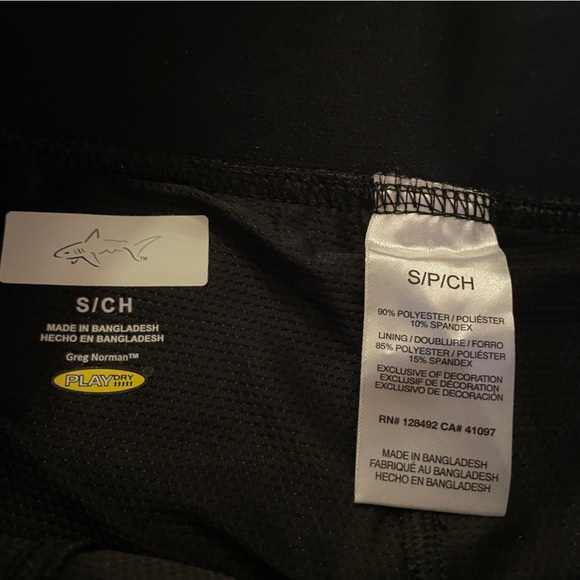 TM
S/CH
MADE IN BANGLADESH
HECHO EN BANGLADESH
Greg Norman™
PLAYDRY
S/P/CH
90% POLYESTER / POLIÉSTER
10% SPANDEX
LINING / DOUBLURE / FORRO
85% POLYESTER / POLIÉSTER
15% SPANDEX
EXCLUSIVE OF DECORATION
EXCLUSIF DE DÉCORATION
EXCLUSIVO DE DECORACIÓN
RN# 128492 CA# 41097
MADE IN BANGLADESH
FABRIQUÉ AU BANGLADESH
HECHO EN BANGLADESH